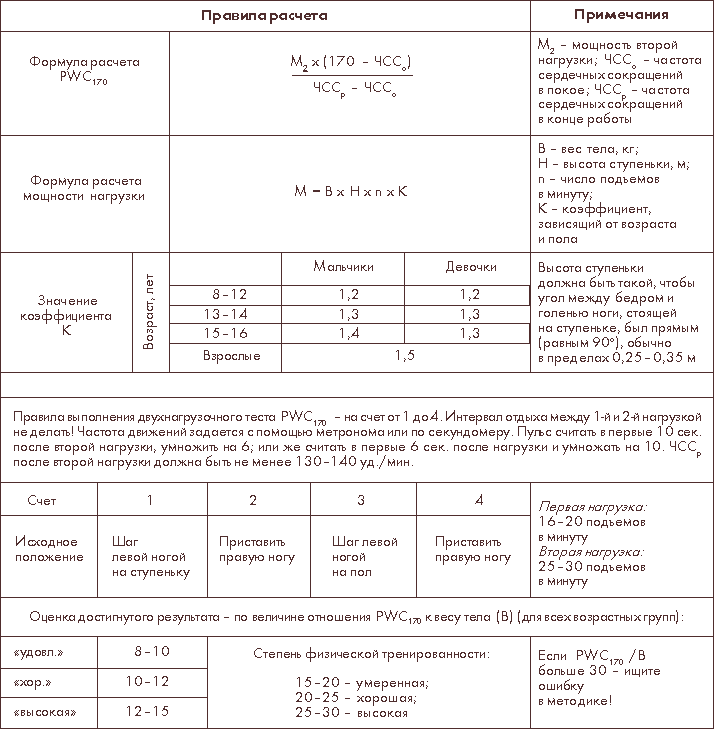 Правила расчета
Примечания
Формула расчета
PWC170
M2 x (170 – ЧССo)
ЧССp – ЧССo
M2 – мощность второй
нагрузки; ЧССo – частота
сердечных сокращений
в покое; ЧССp – частота
сердечных сокращений
в конце работы
Формула расчета
мощности нагрузки
M = B x H x n x K
B – вес тела, кг;
H – высота ступеньки, м;
n – число подъемов
в минуту;
K – коэффициент,
зависящий от возраста
и пола
Значение
коэффициента
K
Возраст, лет
Мальчики
Девочки
8–12 1,2 1,2
13–14 1,3 1,3
15–16 1,4 1,3
Взрослые 1,5
Высота ступеньки
должна быть такой, чтобы
угол между бедром и
голенью ноги, стоящей
на ступеньке, был прямым
(равным 90°), обычно
в пределах 0,25–0,35 м
Правила выполнения двухнагрузочного теста PWC170 – на счет от 1 до 4. Интервал отдыха между 1-й и 2-й нагрузкой
не делать! Частота движений задается с помощью метронома или по секундомеру. Пульс считать в первые 10 сек.
после второй нагрузки, умножить на 6; или же считать в первые 6 сек. после нагрузки и умножать на 10. ЧССp
после второй нагрузки должна быть не менее 130–140 уд./мин.
Счет 1 2 3 4
Исходное
положение
Шаг
левой ногой
на ступеньку
Приставить
правую ногу
Шаг левой
ногой
на пол
Приставить
правую ногу
Первая нагрузка:
16–20 подъемов
в минуту
Вторая нагрузка:
25–30 подъемов
в минуту
Оценка достигнутого результата – по величине отношения PWC170 к весу тела (B) (для всех возрастных групп):
«удовл.» 8–10
«хор.» 10–12
«высокая» 12–15
Степень физической тренированности:
15–20 – умеренная;
20–25 – хорошая;
25–30 – высокая
Если PWC170 /B
больше 30 – ищите
ошибку
в методике!